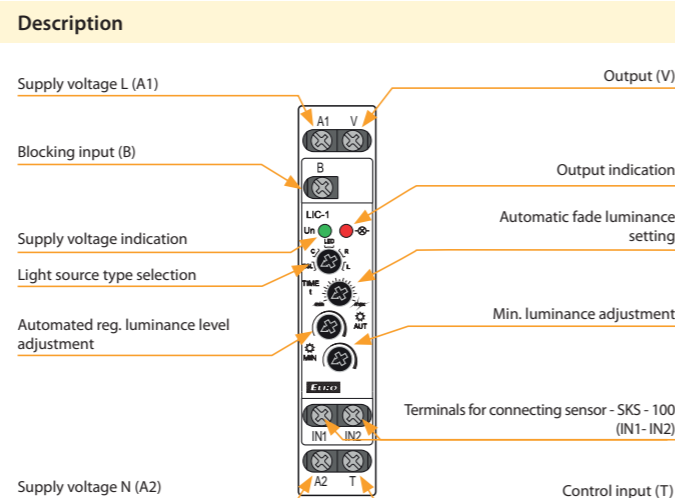 Description
Supply voltage L (A1)
Output (V)
A1 V
Blocking input (B)
B
Output indication
LIC-1
Automatic fade luminance
setting
Un
Supply voltage indication
LED
C R
L
Light source type selection
TIME
t
Min. luminance adjustment
Automated reg. luminance level
adjustment
AUT
MIN
ELKO
Terminals for connecting sensor - SKS - 100
(IN1- IN2)
IN1 IN2
A2 T
Supply voltage N (A2)
Control input (T)